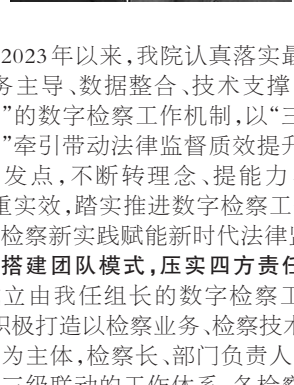 2023年以来，我院认真落实最
务主导、数据整合、技术支撑
”的数字检察工作机制，以“三
”牵引带动法律监督质效提升
发点，不断转理念、提能力
重实效，踏实推进数字检察工
检察新实践赋能新时代法律监
搭建团队模式，压实四方责任
立由我任组长的数字检察工
积极打造以检察业务、检察技术
为主体，检察长、部门负责人
三级联动的工作体系，各检察